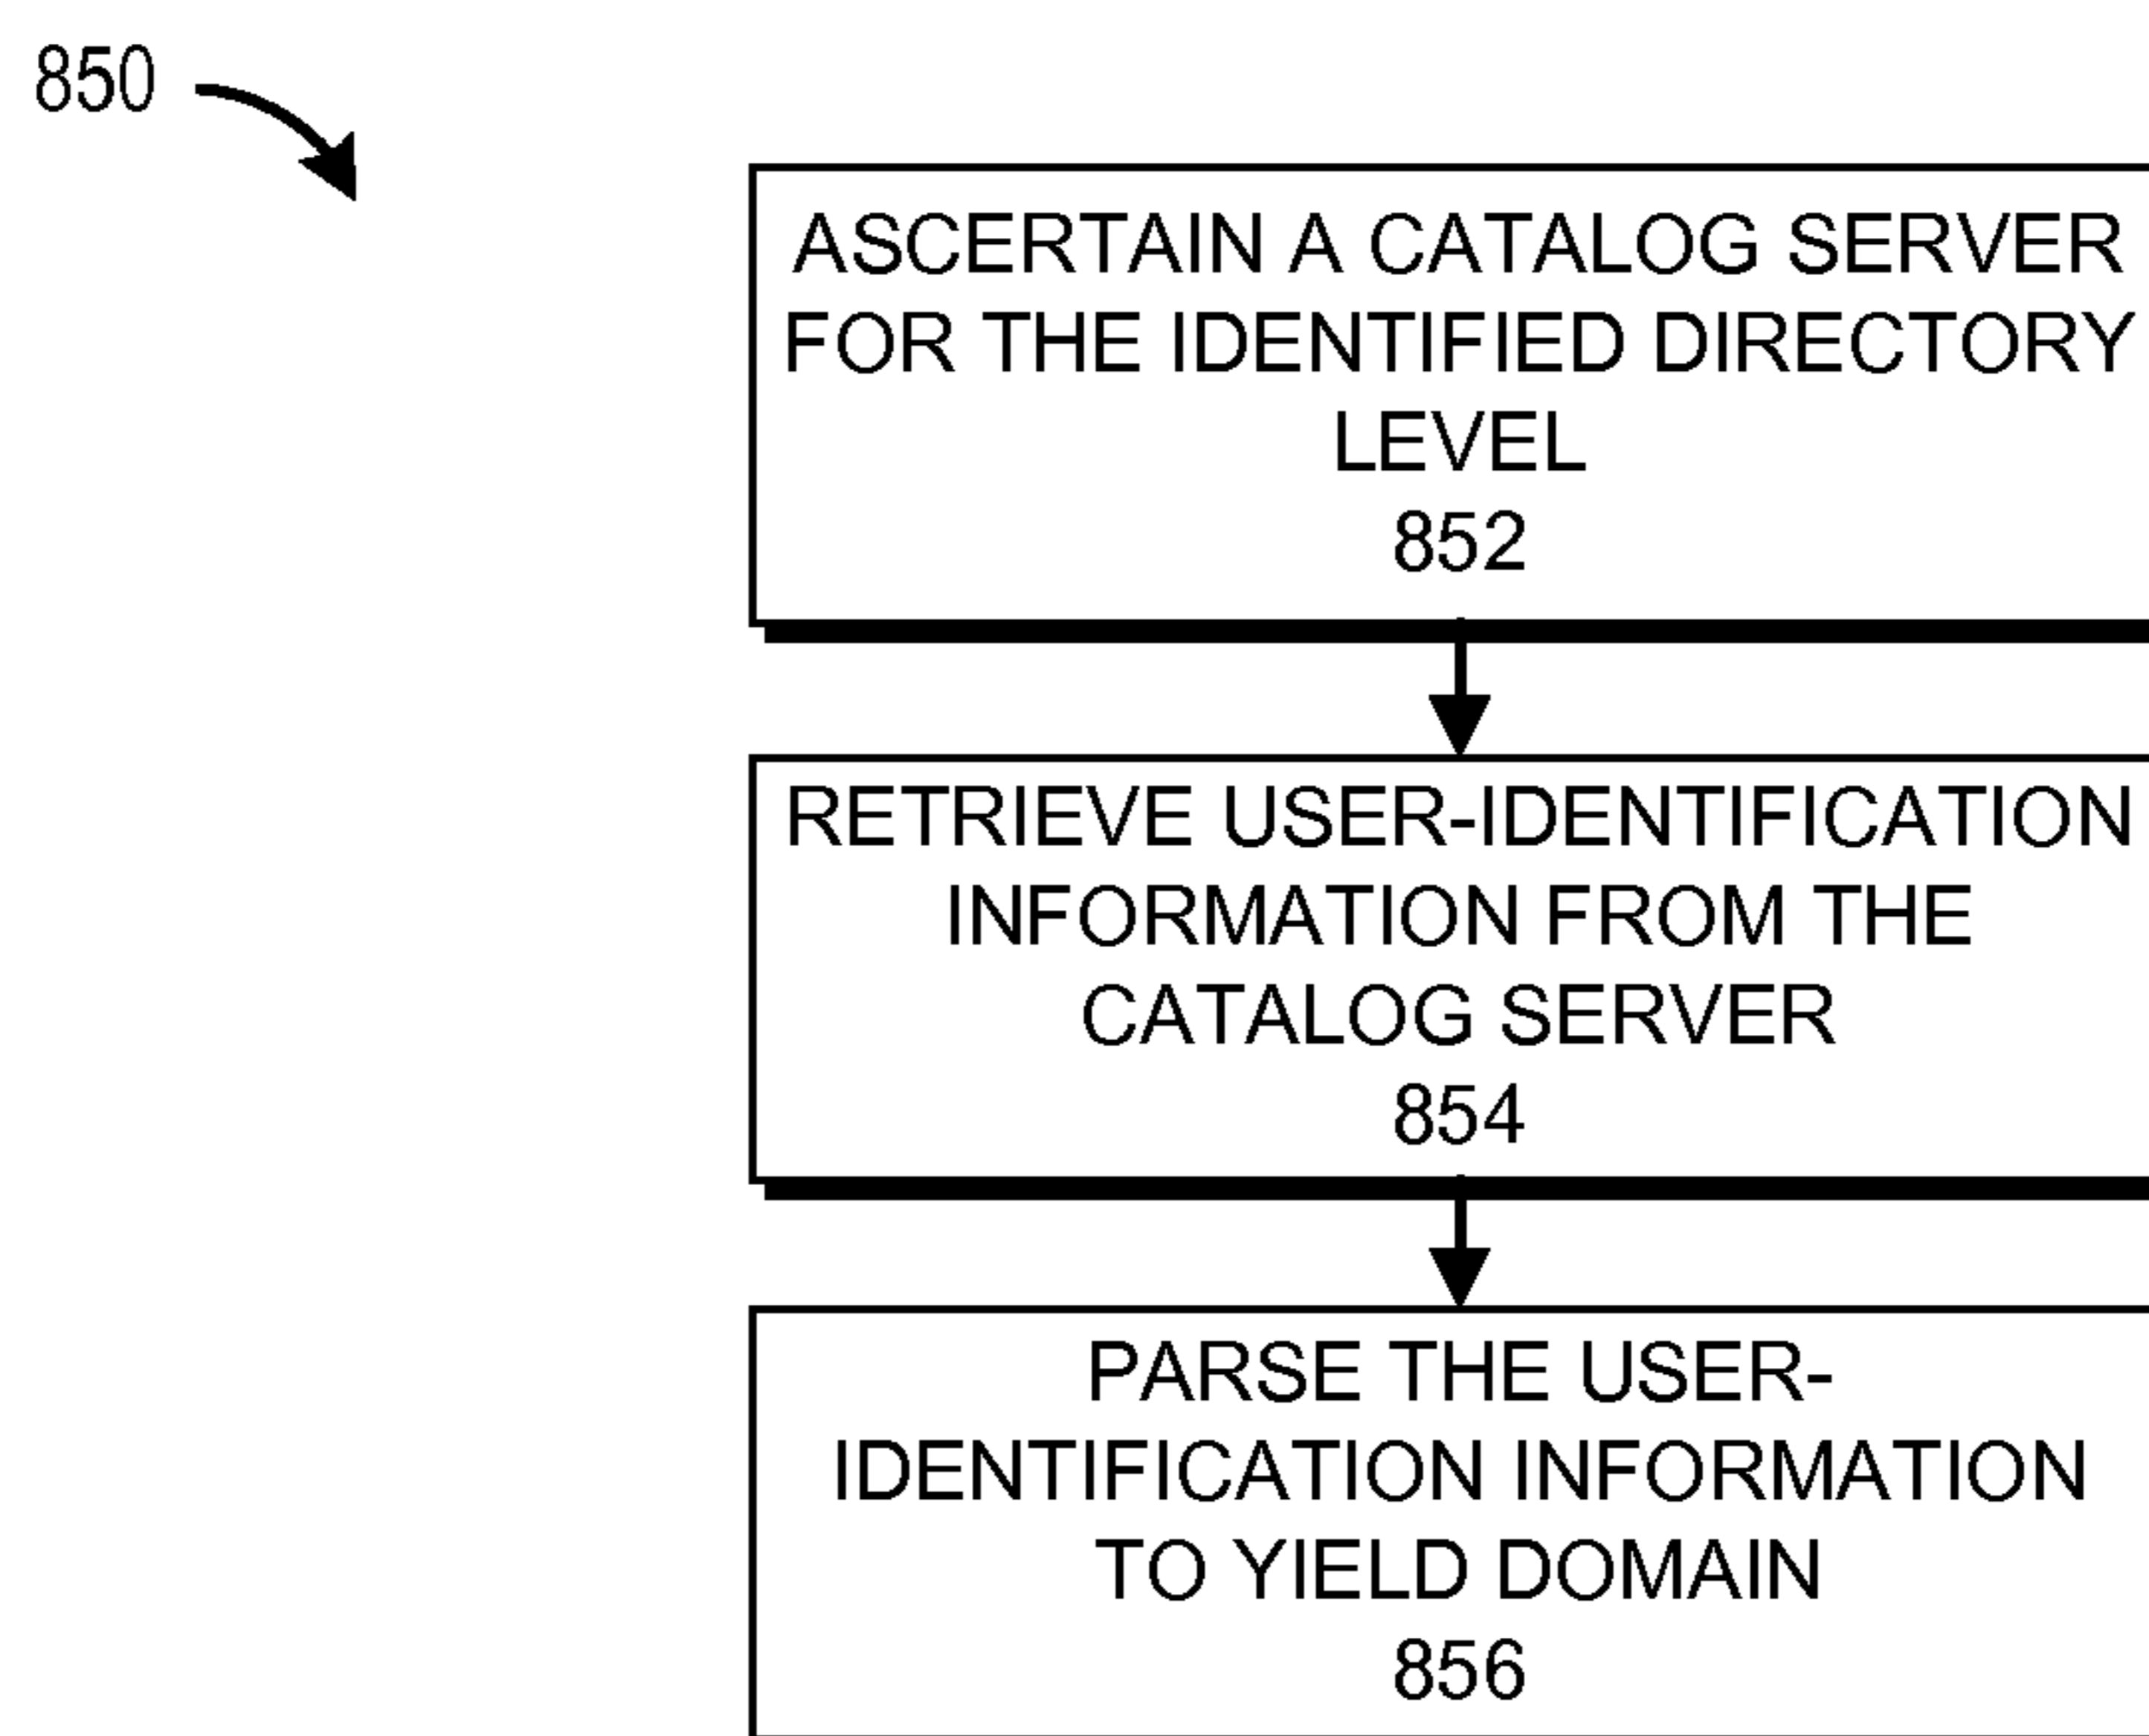 850
ASCERTAIN A CATALOG SERVER
FOR THE IDENTIFIED DIRECTORY
LEVEL
852
RETRIEVE USER-IDENTIFICATION
INFORMATION FROM THE
CATALOG SERVER
854
PARSE THE USER-
IDENTIFICATION INFORMATION
TO YIELD DOMAIN
856